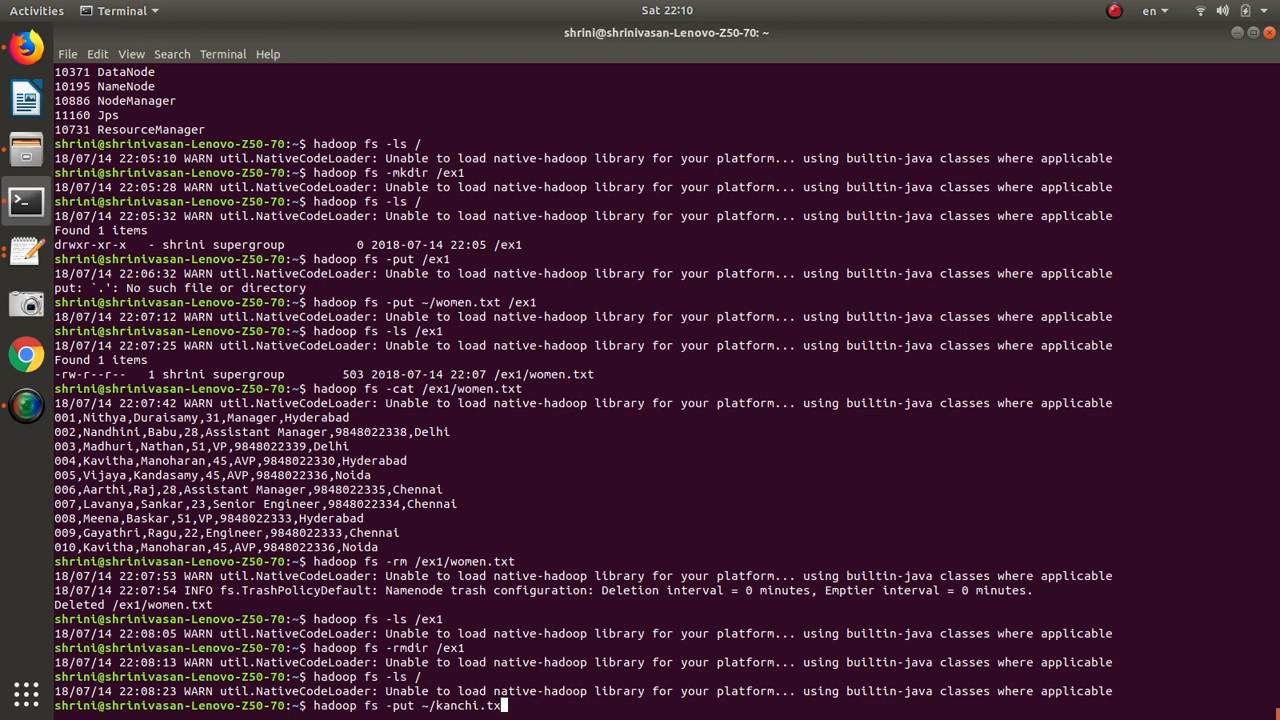 Activities Terminal Sat 22:10 en
shrini@shrinivasan-Lenovo-Z50-70: ~
File Edit View Search Terminal Help
10371 DataNode
10195 NameNode
10886 NodeManager
11160 Jps
10731 ResourceManager
shrini@shrinivasan-Lenovo-Z50-70:~$ hadoop fs -ls /
18/07/14 22:05:10 WARN util.NativeCodeLoader: Unable to load native-hadoop library for your platform... using builtin-java classes where applicable
shrini@shrinivasan-Lenovo-Z50-70:~$ hadoop fs -mkdir /ex1
18/07/14 22:05:28 WARN util.NativeCodeLoader: Unable to load native-hadoop library for your platform... using builtin-java classes where applicable
shrini@shrinivasan-Lenovo-Z50-70:~$ hadoop fs -ls /
18/07/14 22:05:32 WARN util.NativeCodeLoader: Unable to load native-hadoop library for your platform... using builtin-java classes where applicable
Found 1 items
drwxr-xr-x   - shrini supergroup          0 2018-07-14 22:05 /ex1
shrini@shrinivasan-Lenovo-Z50-70:~$ hadoop fs -put /ex1
18/07/14 22:06:32 WARN util.NativeCodeLoader: Unable to load native-hadoop library for your platform... using builtin-java classes where applicable
put: `.': No such file or directory
shrini@shrinivasan-Lenovo-Z50-70:~$ hadoop fs -put ~/women.txt /ex1
18/07/14 22:07:12 WARN util.NativeCodeLoader: Unable to load native-hadoop library for your platform... using builtin-java classes where applicable
shrini@shrinivasan-Lenovo-Z50-70:~$ hadoop fs -ls /ex1
18/07/14 22:07:25 WARN util.NativeCodeLoader: Unable to load native-hadoop library for your platform... using builtin-java classes where applicable
Found 1 items
-rw-r--r--   1 shrini supergroup        503 2018-07-14 22:07 /ex1/women.txt
shrini@shrinivasan-Lenovo-Z50-70:~$ hadoop fs -cat /ex1/women.txt
18/07/14 22:07:42 WARN util.NativeCodeLoader: Unable to load native-hadoop library for your platform... using builtin-java classes where applicable
001,Nithya,Duraisamy,31,Manager,Hyderabad
002,Nandhini,Babu,28,Assistant Manager,9848022338,Delhi
003,Madhuri,Nathan,51,VP,9848022339,Delhi
004,Kavitha,Manoharan,45,AVP,9848022330,Hyderabad
005,Vijaya,Kandasamy,45,AVP,9848022336,Noida
006,Aarthi,Raj,28,Assistant Manager,9848022335,Chennai
007,Lavanya,Sankar,23,Senior Engineer,9848022334,Chennai
008,Meena,Baskar,51,VP,9848022333,Hyderabad
009,Gayathri,Ragu,22,Engineer,9848022333,Chennai
010,Kavitha,Manoharan,45,AVP,9848022336,Noida
shrini@shrinivasan-Lenovo-Z50-70:~$ hadoop fs -rm /ex1/women.txt
18/07/14 22:07:53 WARN util.NativeCodeLoader: Unable to load native-hadoop library for your platform... using builtin-java classes where applicable
18/07/14 22:07:54 INFO fs.TrashPolicyDefault: Namenode trash configuration: Deletion interval = 0 minutes, Emptier interval = 0 minutes.
Deleted /ex1/women.txt
shrini@shrinivasan-Lenovo-Z50-70:~$ hadoop fs -ls /ex1
18/07/14 22:08:05 WARN util.NativeCodeLoader: Unable to load native-hadoop library for your platform... using builtin-java classes where applicable
shrini@shrinivasan-Lenovo-Z50-70:~$ hadoop fs -rmdir /ex1
18/07/14 22:08:13 WARN util.NativeCodeLoader: Unable to load native-hadoop library for your platform... using builtin-java classes where applicable
shrini@shrinivasan-Lenovo-Z50-70:~$ hadoop fs -ls /
18/07/14 22:08:23 WARN util.NativeCodeLoader: Unable to load native-hadoop library for your platform... using builtin-java classes where applicable
shrini@shrinivasan-Lenovo-Z50-70:~$ hadoop fs -put ~/kanchi.tx